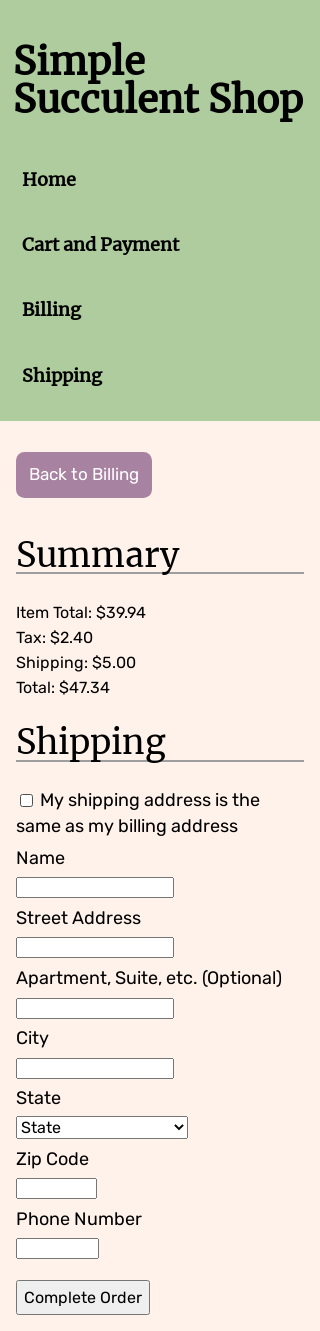 Simple
Succulent Shop
Home
Cart and Payment
Billing
Shipping
Back to Billing
Summary
Item Total: $39.94
Tax: $2.40
Shipping: $5.00
Total: $47.34
Shipping
My shipping address is the
same as my billing address
Name
Street Address
Apartment, Suite, etc. (Optional)
City
State
State
Zip Code
Phone Number
Complete Order